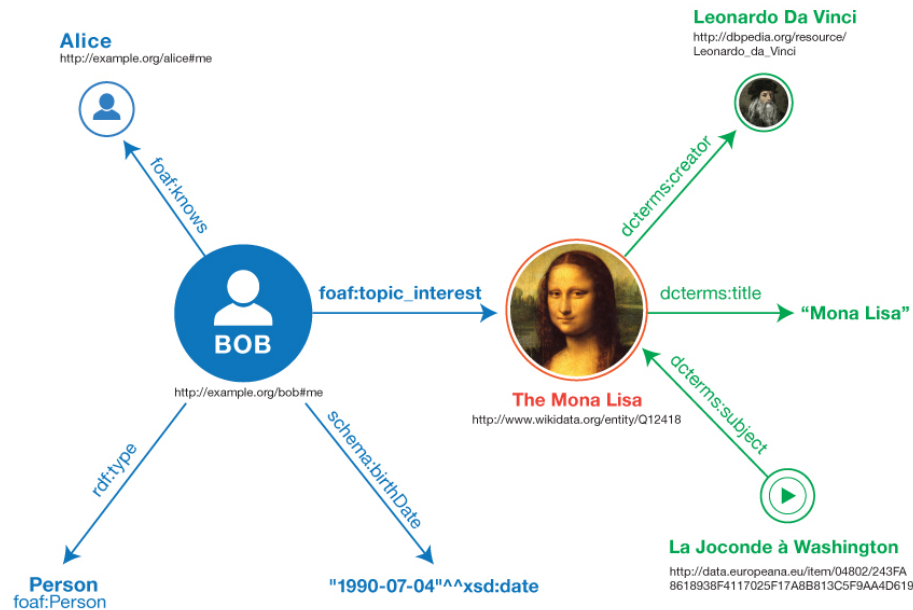 Alice
http://example.org/alice#me
Leonardo Da Vinci
http://dbpedia.org/resource/
Leonardo_da_Vinci
foaf:knows
dcterms:creator
foaf:topic_interest
dcterms:title
“Mona Lisa”
BOB
http://example.org/bob#me
The Mona Lisa
http://www.wikidata.org/entity/Q12418
dcterms:subject
rdf:type
schema:birthDate
La Joconde à Washington
http://data.europeana.eu/item/04802/243FA
8618938F4117025F17A8B813C5F9AA4D619
Person
foaf:Person
"1990-07-04"^^xsd:date